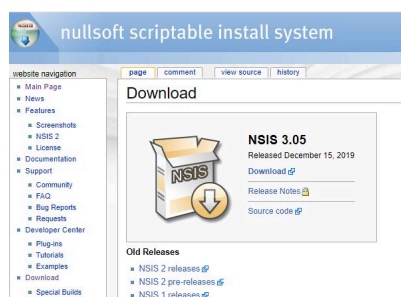 nullsoft scriptable install system
website navigation
Main Page
News
Features
Screenshots
NSIS 2
License
Documentation
Support
Community
FAQ
Bug Reports
Requests
Developer Center
Plug-ins
Tutorials
Examples
Download
Special Builds
page comment view source history
Download
NSIS
NSIS 3.05
Released December 15, 2019
Download
Release Notes
Source code
Old Releases
NSIS 2 releases
NSIS 2 pre-releases
NSIS 1 releases